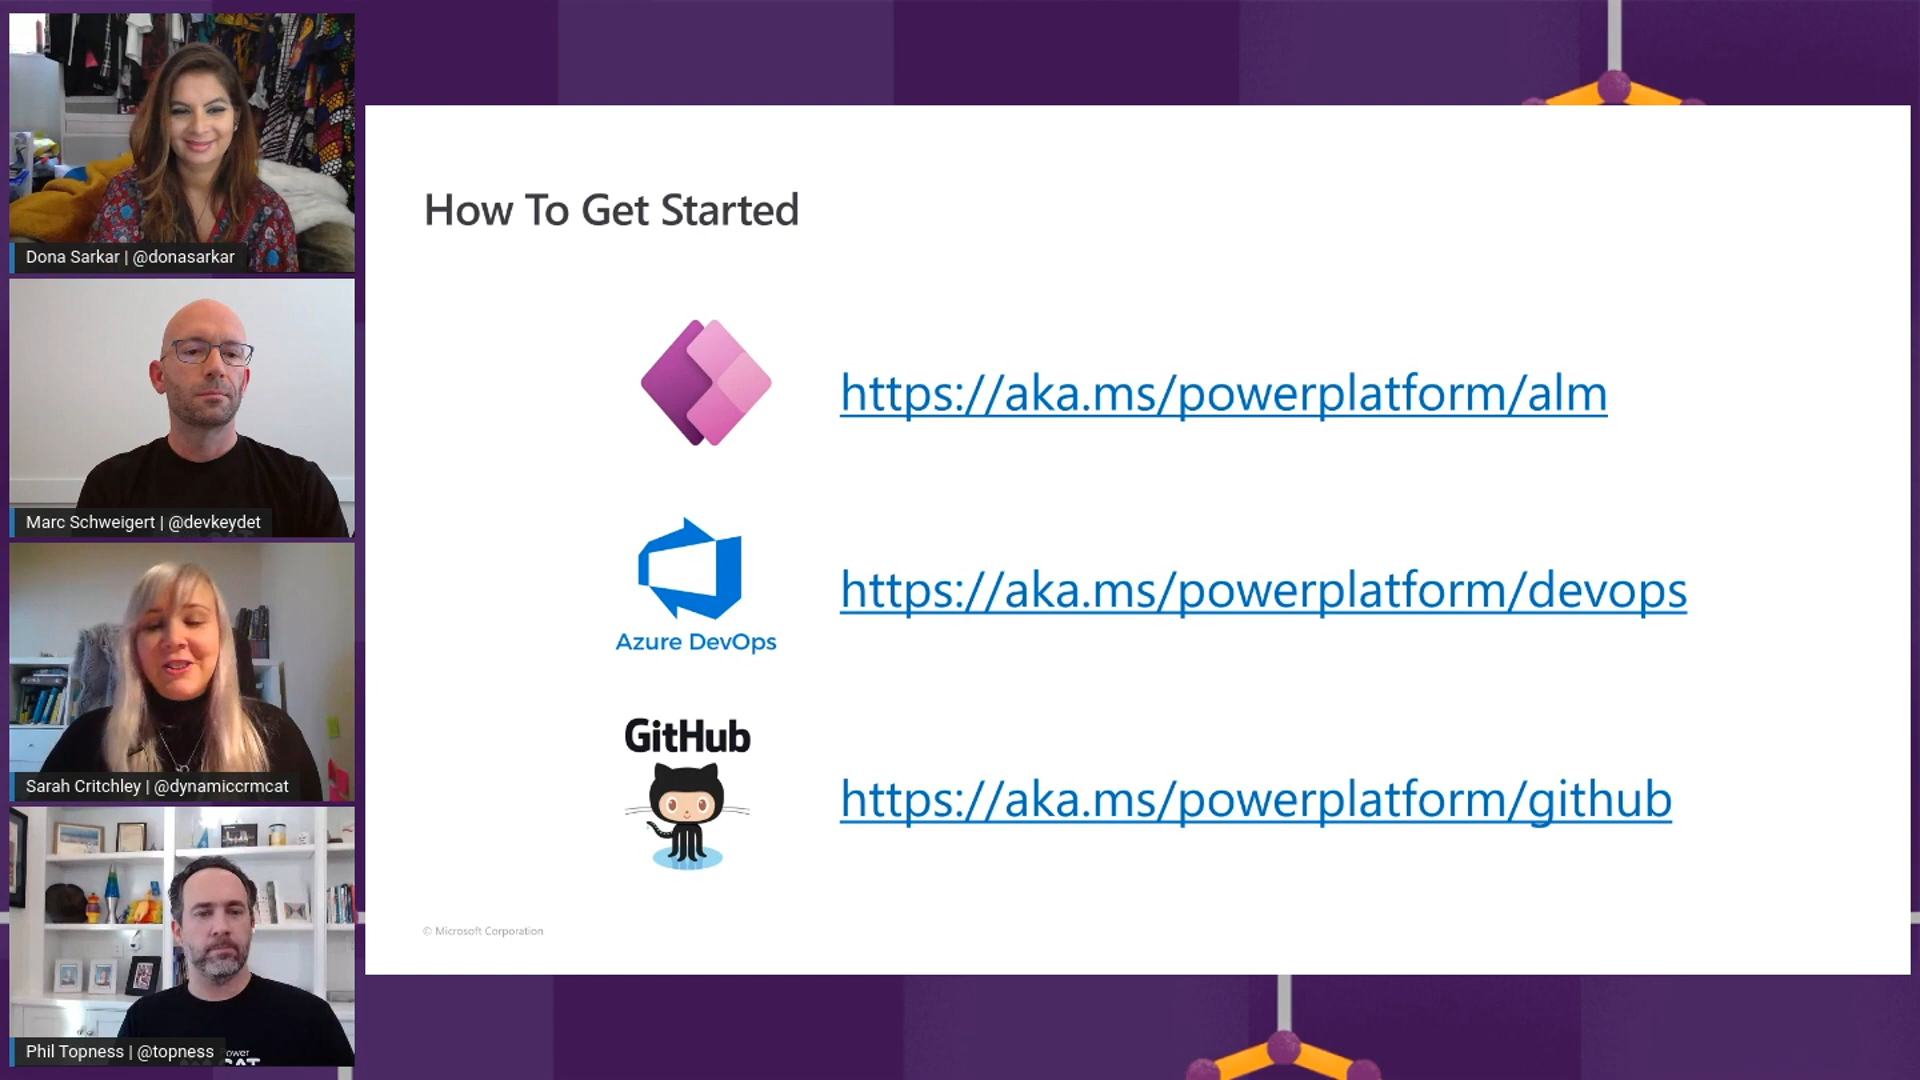 Dona Sarkar | @donasarkar
Marc Schweigert | @devkeydet
Sarah Critchley | @dynamiccrmcat
Phil Topness | @topness
How To Get Started
https://aka.ms/powerplatform/alm
Azure DevOps
https://aka.ms/powerplatform/devops
GitHub
https://aka.ms/powerplatform/github
© Microsoft Corporation